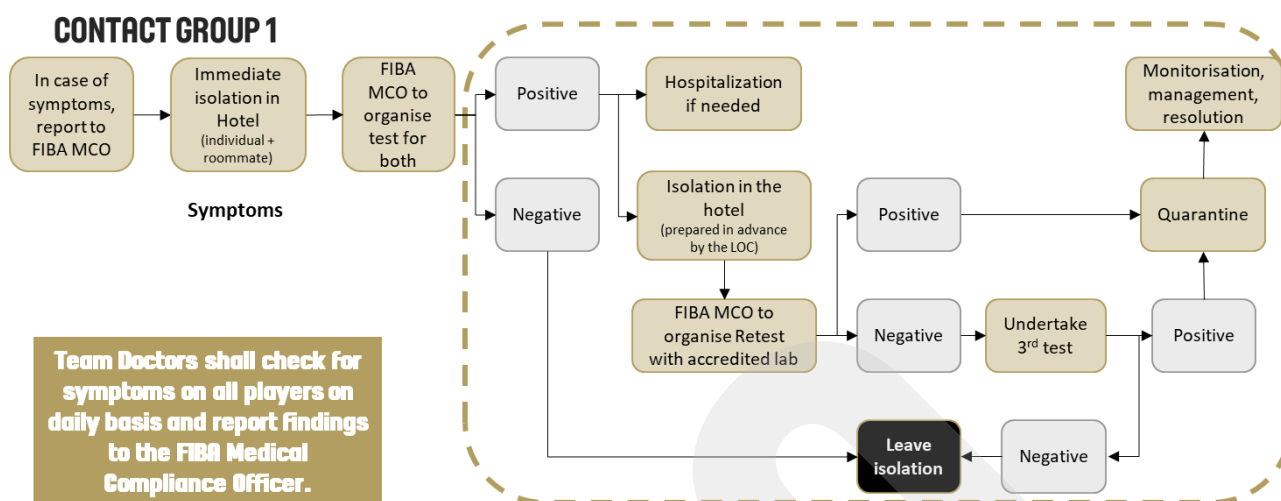 CONTACT GROUP 1
In case of
symptoms,
report to
FIBA MCO
Immediate
isolation in
Hotel
(individual +
roommate)
FIBA
MCO to
organise
test for
both
Symptoms
Positive
Negative
Hospitalization
if needed
Isolation in the
hotel
(prepared in advance
by the LOC)
FIBA MCO to
organise Retest
with accredited lab
Positive
Negative
Undertake
3rd test
Positive
Quarantine
Monitorisation,
management,
resolution
Negative
Leave
isolation
Team Doctors shall check for
symptoms on all players on
daily basis and report findings
to the FIBA Medical
Compliance Officer.